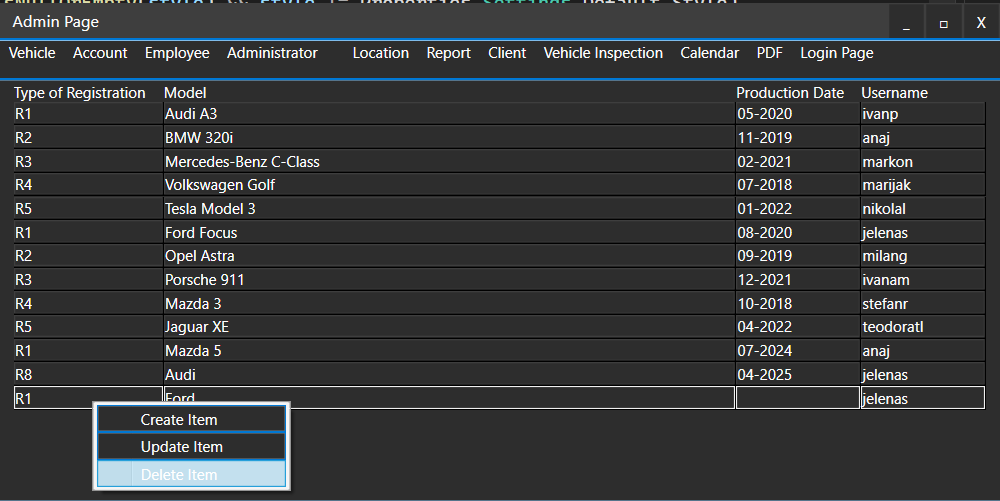 Admin Page _ □ X
Vehicle Account Employee Administrator Location Report Client Vehicle Inspection Calendar PDF Login Page
Type of Registration Model Production Date Username
R1 Audi A3 05-2020 ivanp
R2 BMW 320i 11-2019 anaj
R3 Mercedes-Benz C-Class 02-2021 markon
R4 Volkswagen Golf 07-2018 marijak
R5 Tesla Model 3 01-2022 nikolal
R1 Ford Focus 08-2020 jelenas
R2 Opel Astra 09-2019 milang
R3 Porsche 911 12-2021 ivanam
R4 Mazda 3 10-2018 stefanr
R5 Jaguar XE 04-2022 teodoratl
R1 Mazda 5 07-2024 anaj
R8 Audi 04-2025 jelenas
R1 Ford jelenas
Create Item
Update Item
Delete Item